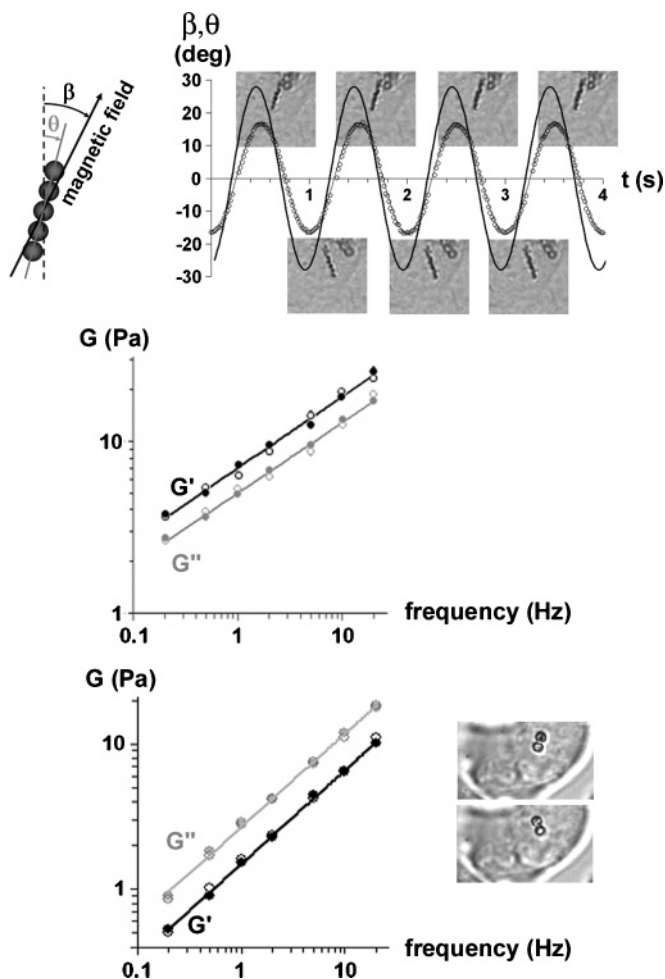 β,θ
(deg)
β
θ
magnetic field
30
20
10
0
-10
-20
-30
1
2
3
4
t (s)
G (Pa)
10
1
G'
G"
0.1
1
10
frequency (Hz)
G (Pa)
10
1
G"
G'
0.1
1
10
frequency (Hz)